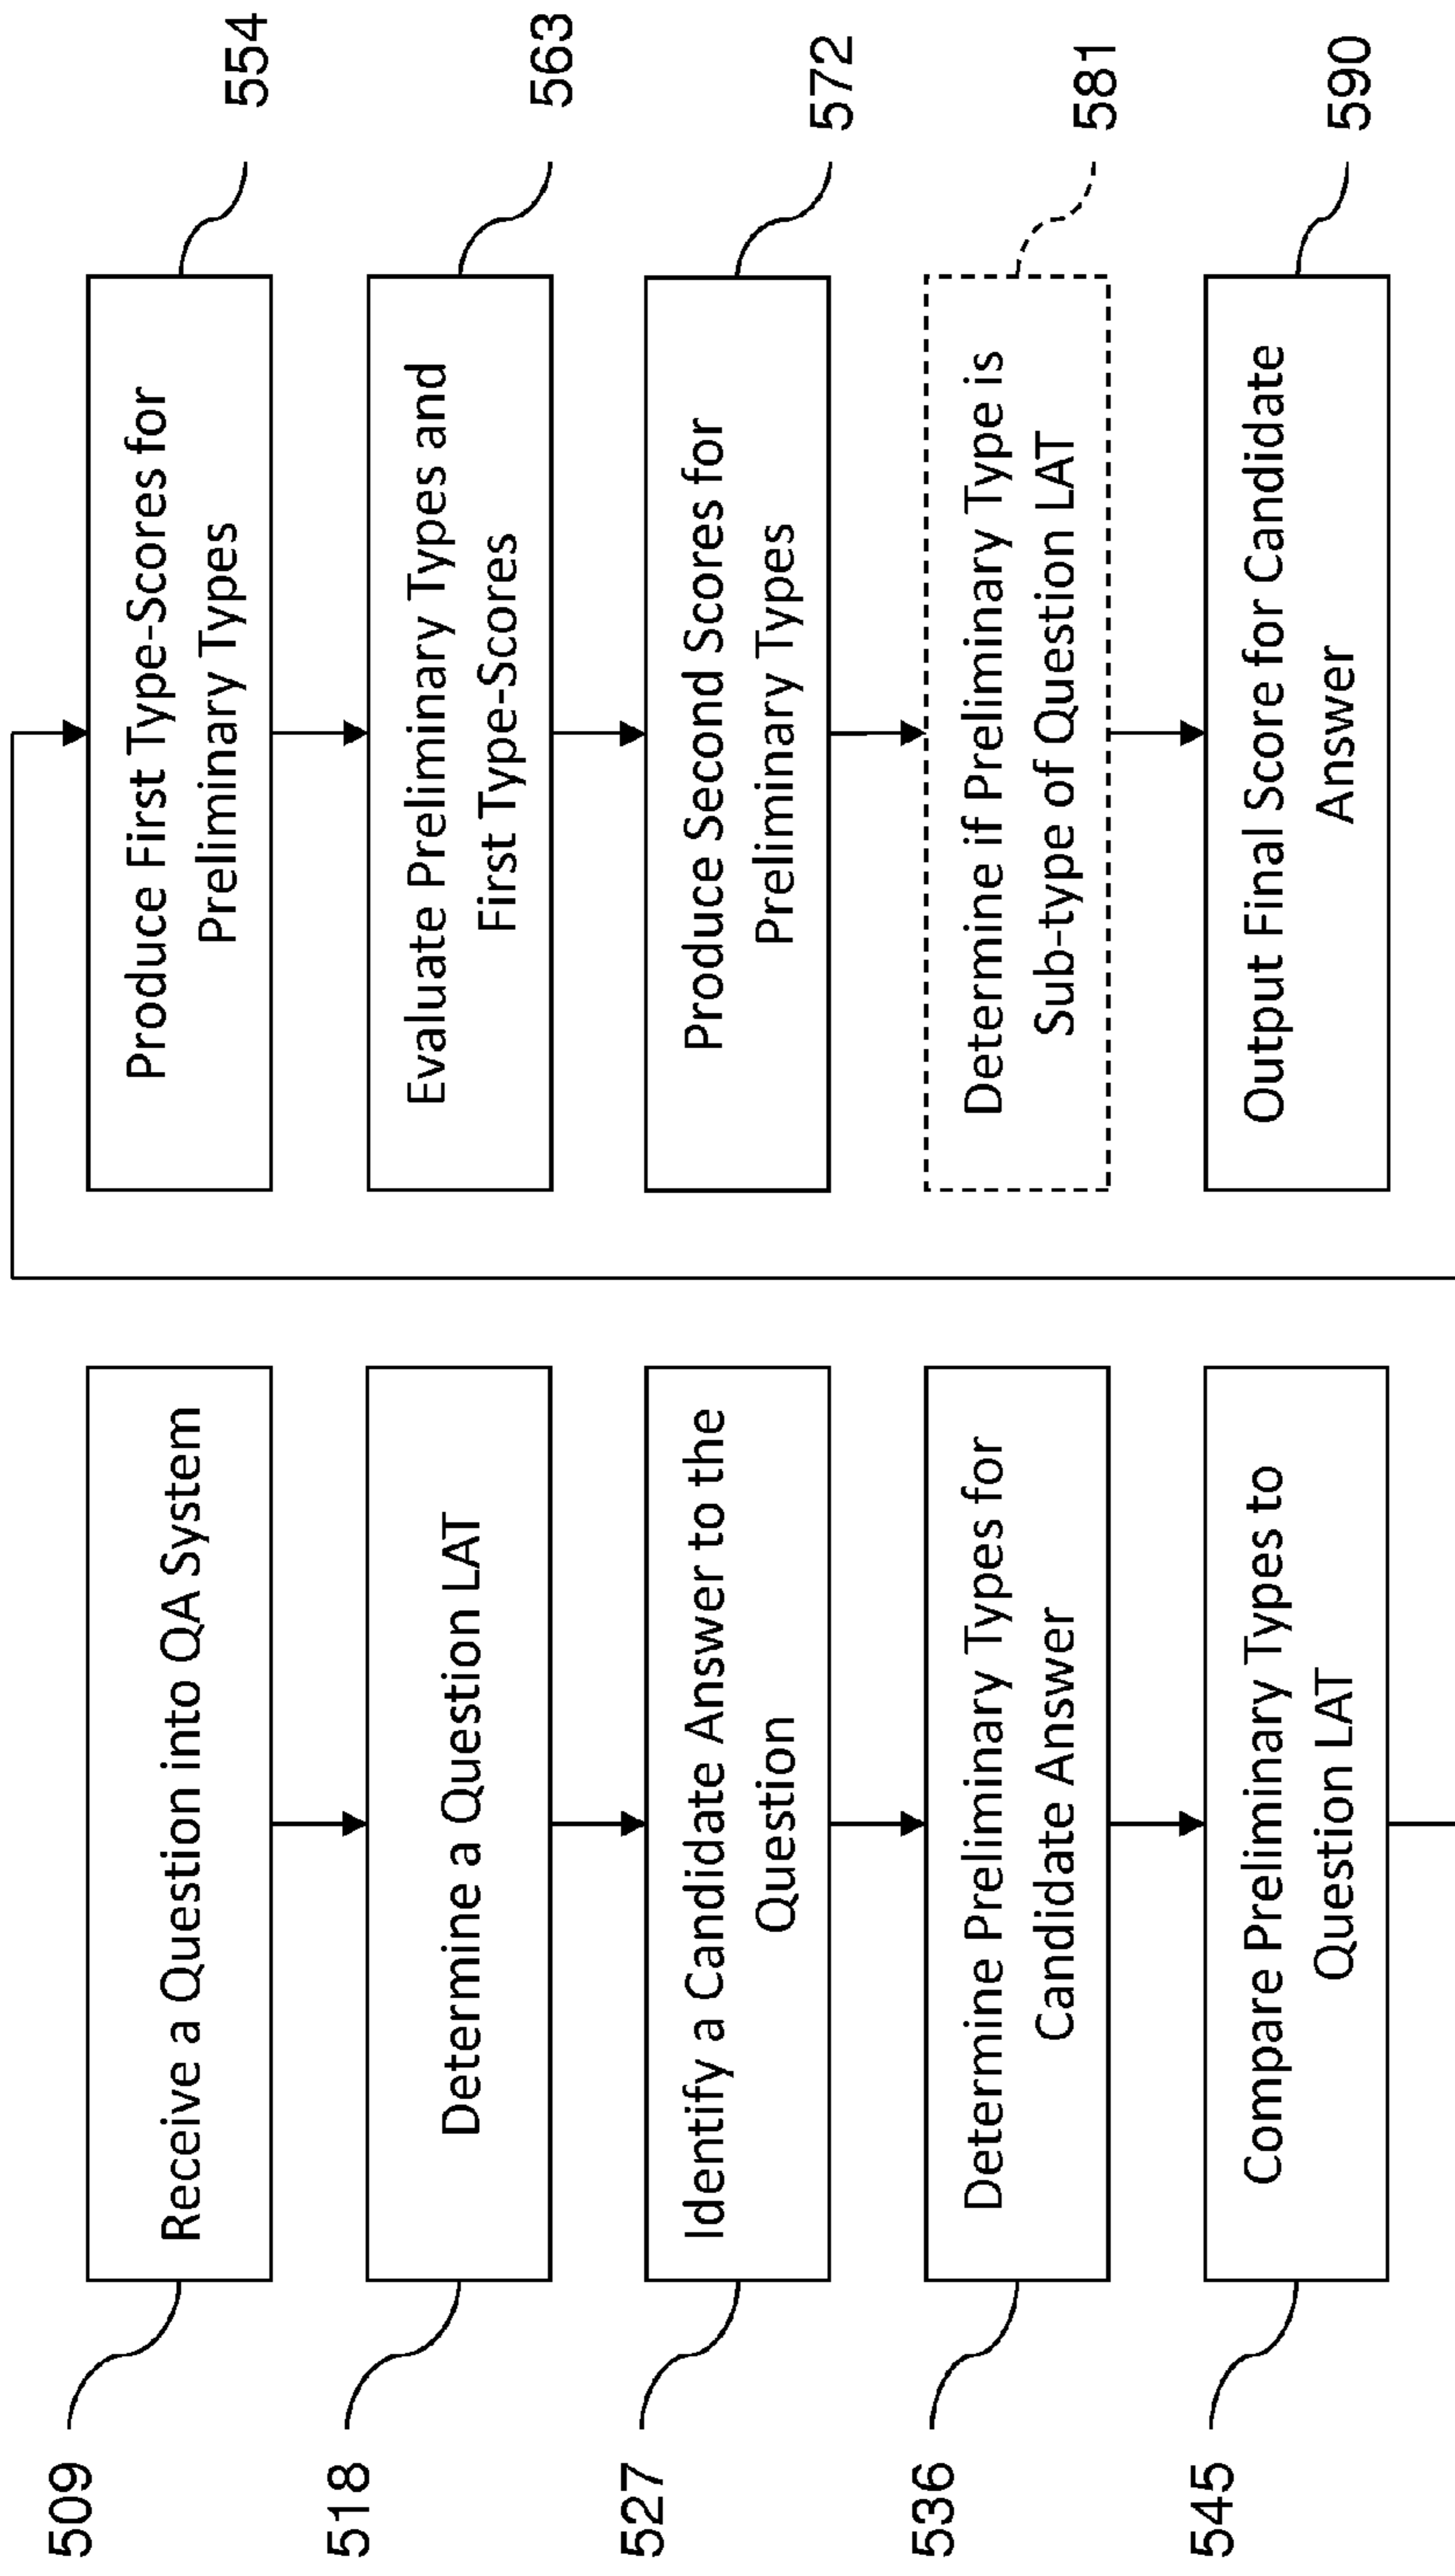 509
Receive a Question into QA System
518
Determine a Question LAT
527
Identify a Candidate Answer to the
Question
536
Determine Preliminary Types for
Candidate Answer
545
Compare Preliminary Types to
Question LAT
Produce First Type-Scores for
Preliminary Types
554
Evaluate Preliminary Types and
First Type-Scores
563
Produce Second Scores for
Preliminary Types
572
Determine if Preliminary Type is
Sub-type of Question LAT
581
Output Final Score for Candidate
Answer
590